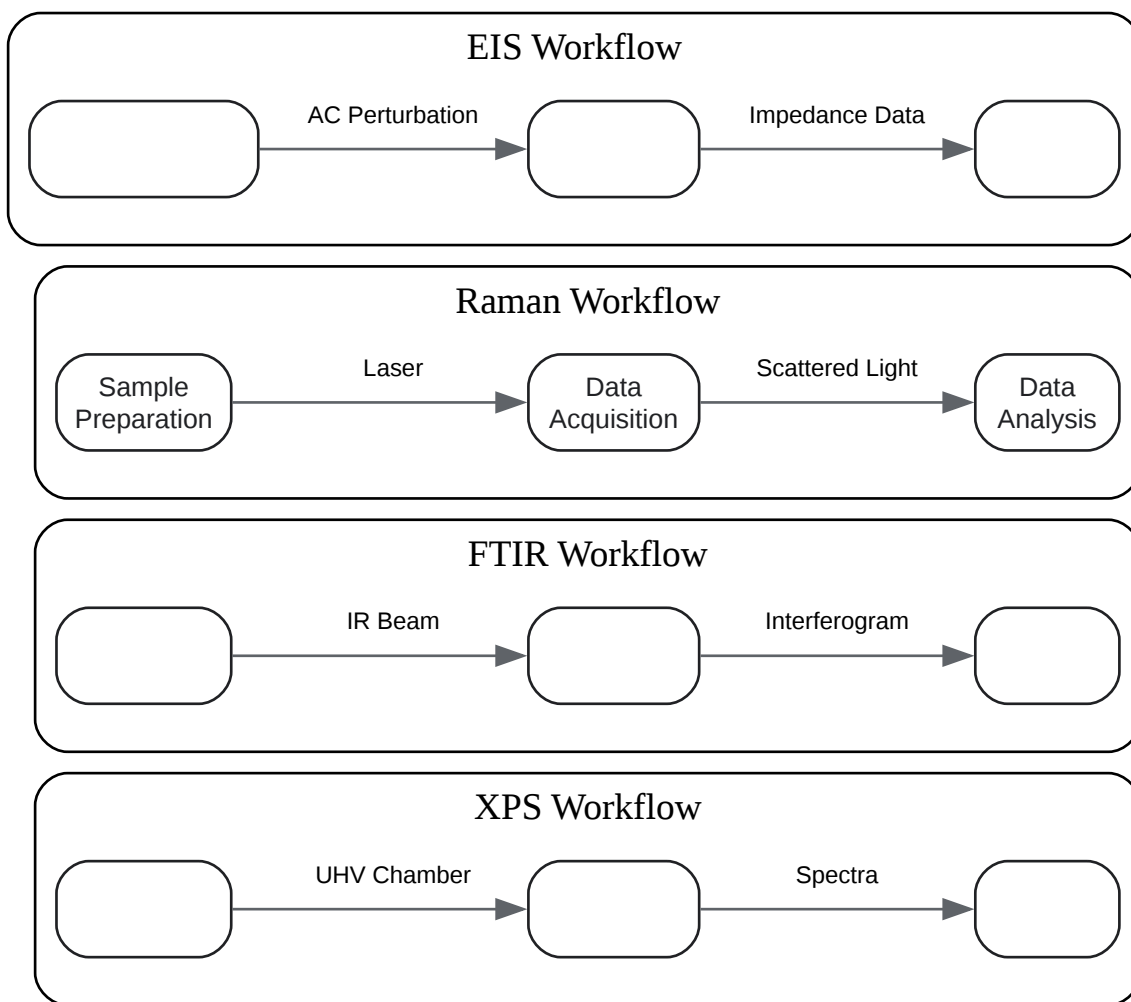 EIS Workflow
AC Perturbation
Impedance Data
Raman Workflow
Sample
Preparation
Laser
Data
Acquisition
Scattered Light
Data
Analysis
FTIR Workflow
IR Beam
Interferogram
XPS Workflow
UHV Chamber
Spectra